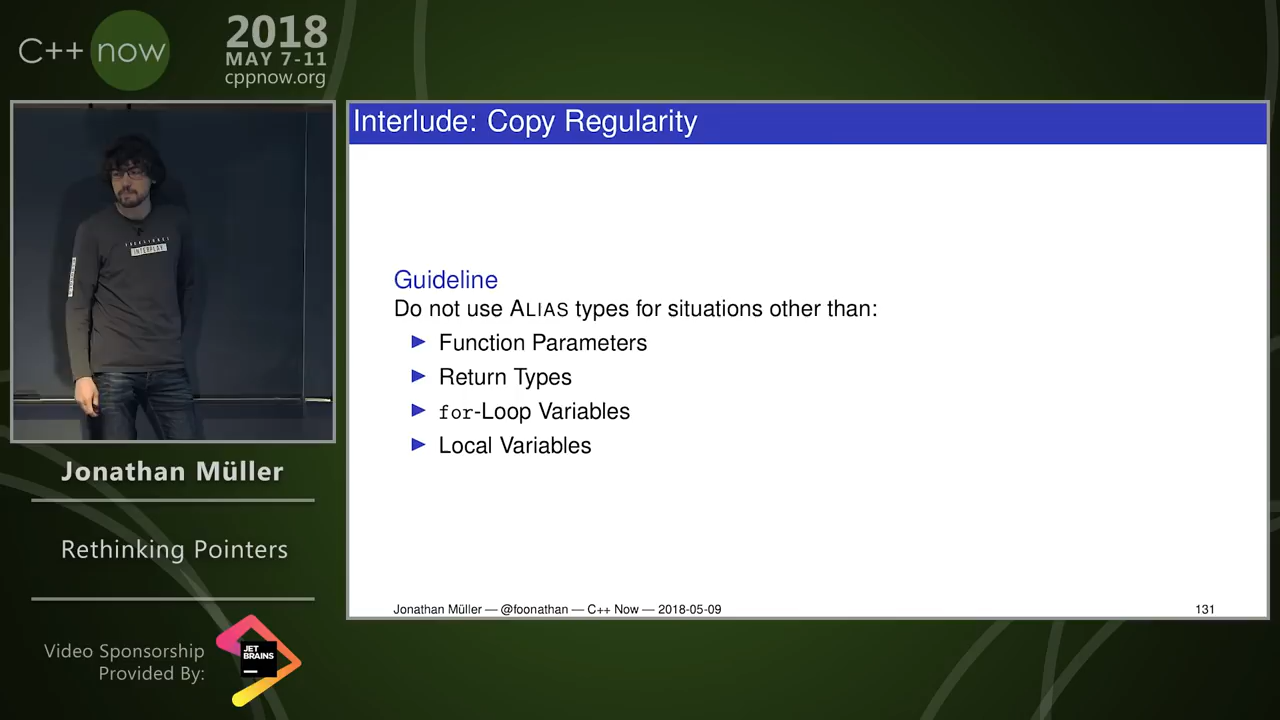 C++ now
2018
MAY 7-11
cppnow.org
Interlude: Copy Regularity
Guideline
Do not use ALIAS types for situations other than:
Function Parameters
Return Types
for-Loop Variables
Local Variables
Jonathan Müller — @foonathan — C++ Now — 2018-05-09
131
INTERPLAY
Jonathan Müller
Rethinking Pointers
Video Sponsorship
Provided By:
JET
BRAINS